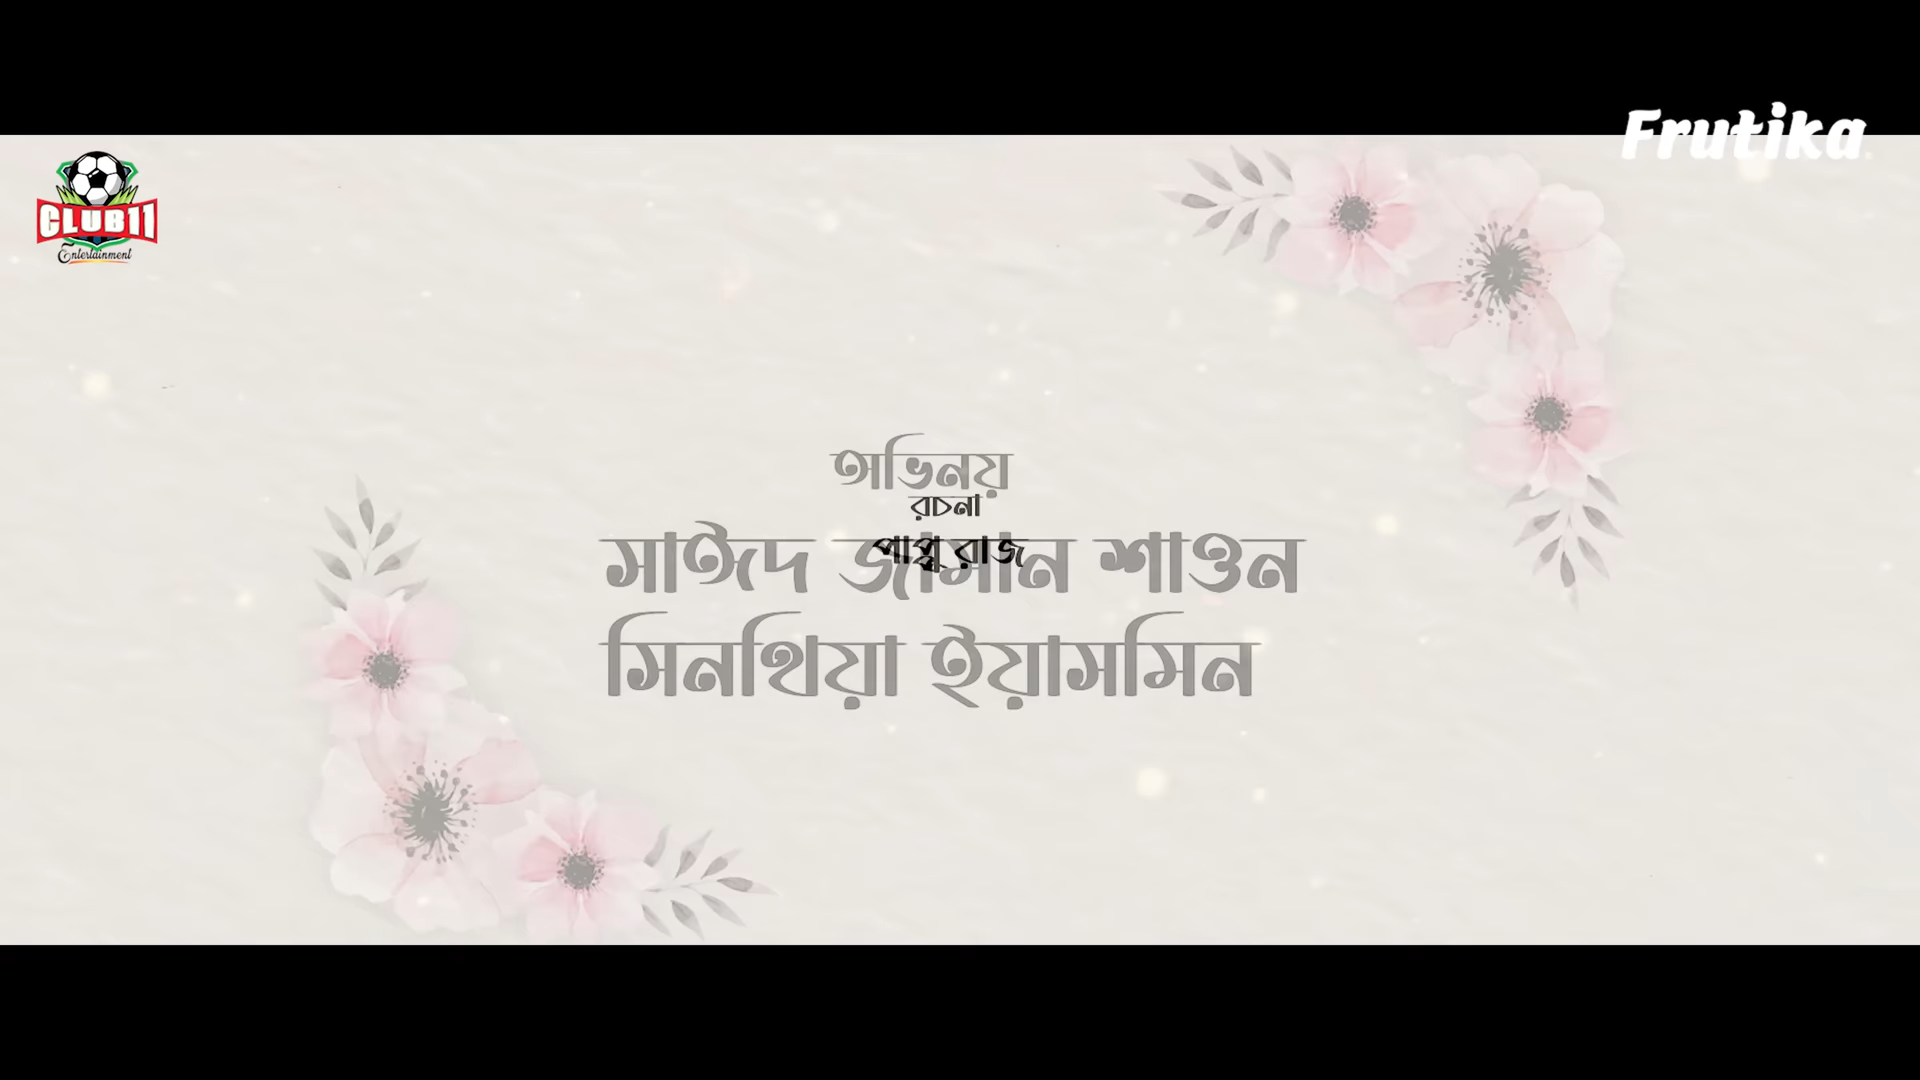 Frutika
CLUB11
Entertainment
অভিনয়
রচনা
পাপ্পু রাজ
সাঈদ জামান শাওন
সিনথিয়া ইয়াসমিন